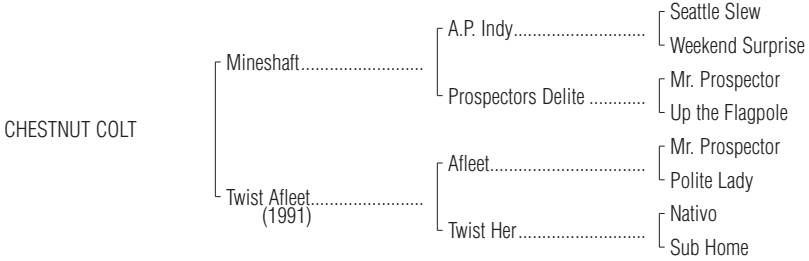 Seattle Slew
A.P. Indy............................
Weekend Surprise
Mineshaft..........................
Mr. Prospector
Prospectors Delite ............
Up the Flagpole
CHESTNUT COLT
Mr. Prospector
Afleet.................................
Polite Lady
Twist Afleet........................
(1991)
Nativo
Twist Her...........................
Sub Home